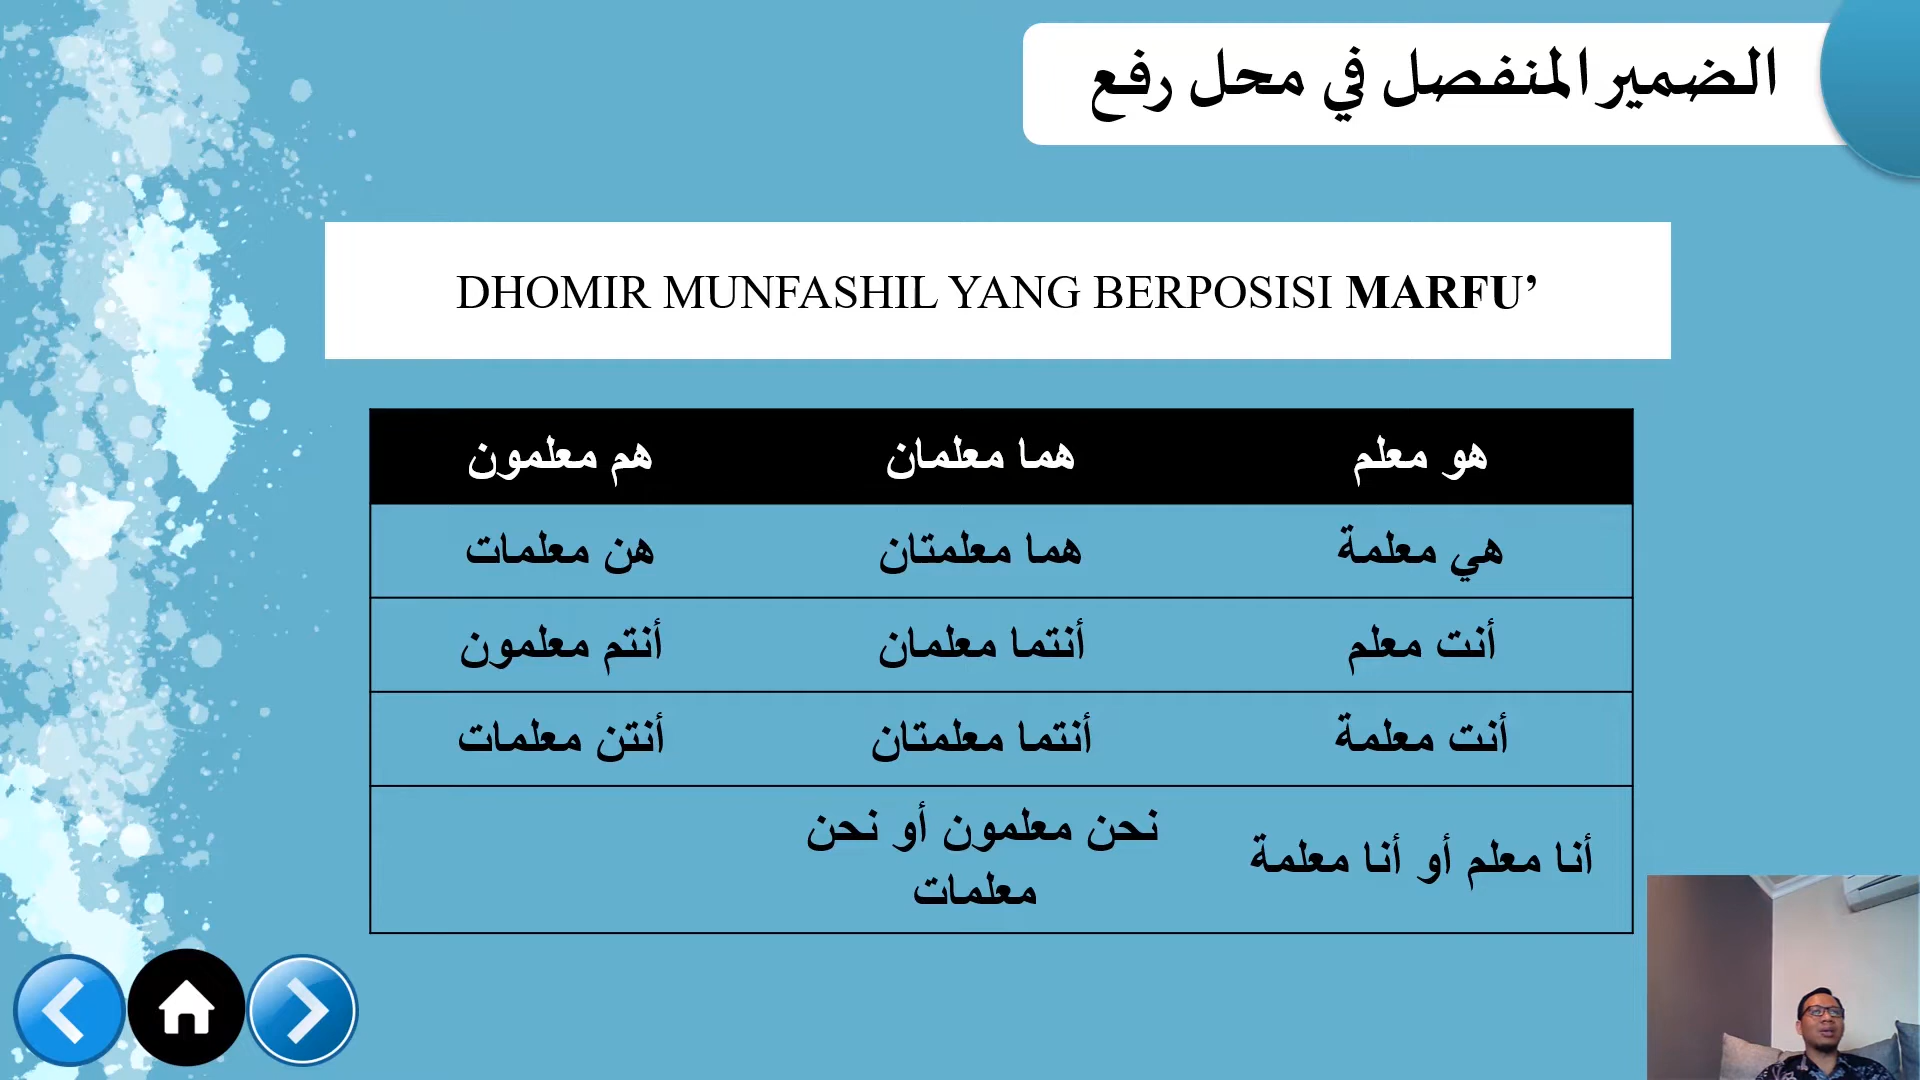 الضمير المنفصل في محل رفع
DHOMIR MUNFASHIL YANG BERPOSISI MARFU’
هو معلم هما معلمان هم معلمون
هي معلمة هما معلمتان هن معلمات
أنت معلم أنتما معلمان أنتم معلمون
أنت معلمة أنتما معلمتان أنتن معلمات
أنا معلم أو أنا معلمة
نحن معلمون أو نحن
معلمات